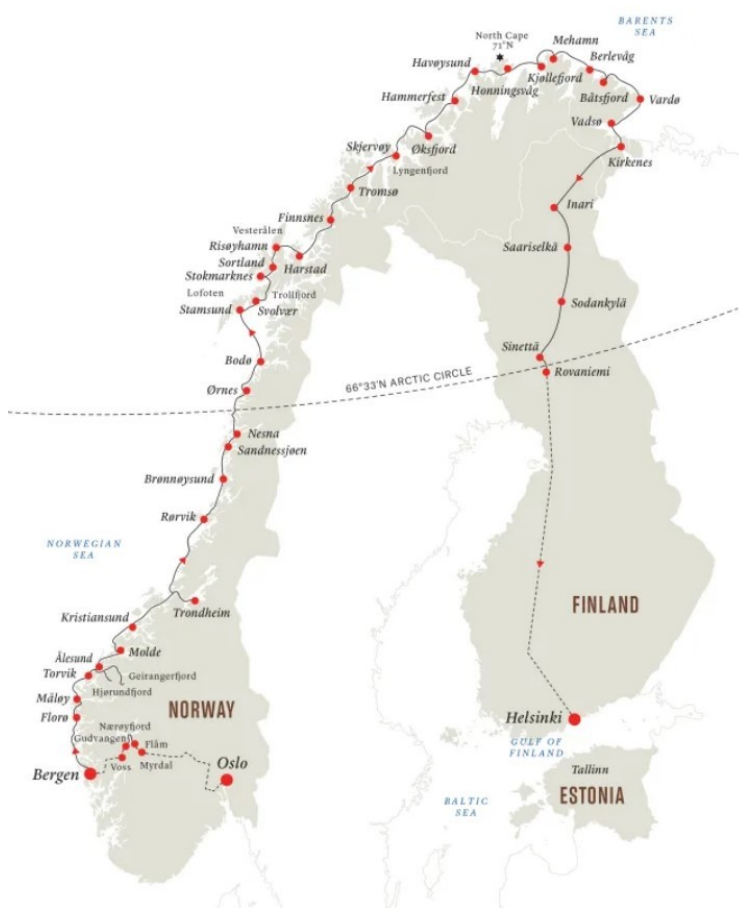 BARENTS
SEA
North Cape
71°N
Mehamn
Havøysund
Berlevåg
Kjøllefjord
Honningsvåg
Hammerfest
Båtsfjord
Vardø
Vadsø
Skjervøy
Øksfjord
Kirkenes
Lyngenfjord
Tromsø
Inari
Finnsnes
Vesterålen
Risøyhamn
Saariselkä
Sortland
Harstad
Stokmarknes
Lofoten
Trollfjord
Stamsund
Svolvær
Sodankylä
Sinettä
Bodø
66°33'N ARCTIC CIRCLE
Rovaniemi
Ørnes
Nesna
Sandnessjøen
Brønnøysund
Rørvik
NORWEGIAN
SEA
Trondheim
FINLAND
Kristiansund
Molde
Ålesund
Torvik
Geirangerfjord
Hjørundfjord
Måløy
NORWAY
Florø
Nærøyfjord
Helsinki
Gudvangen
Flåm
GULF OF
FINLAND
Voss
Myrdal
Oslo
Bergen
Tallinn
ESTONIA
BALTIC
SEA